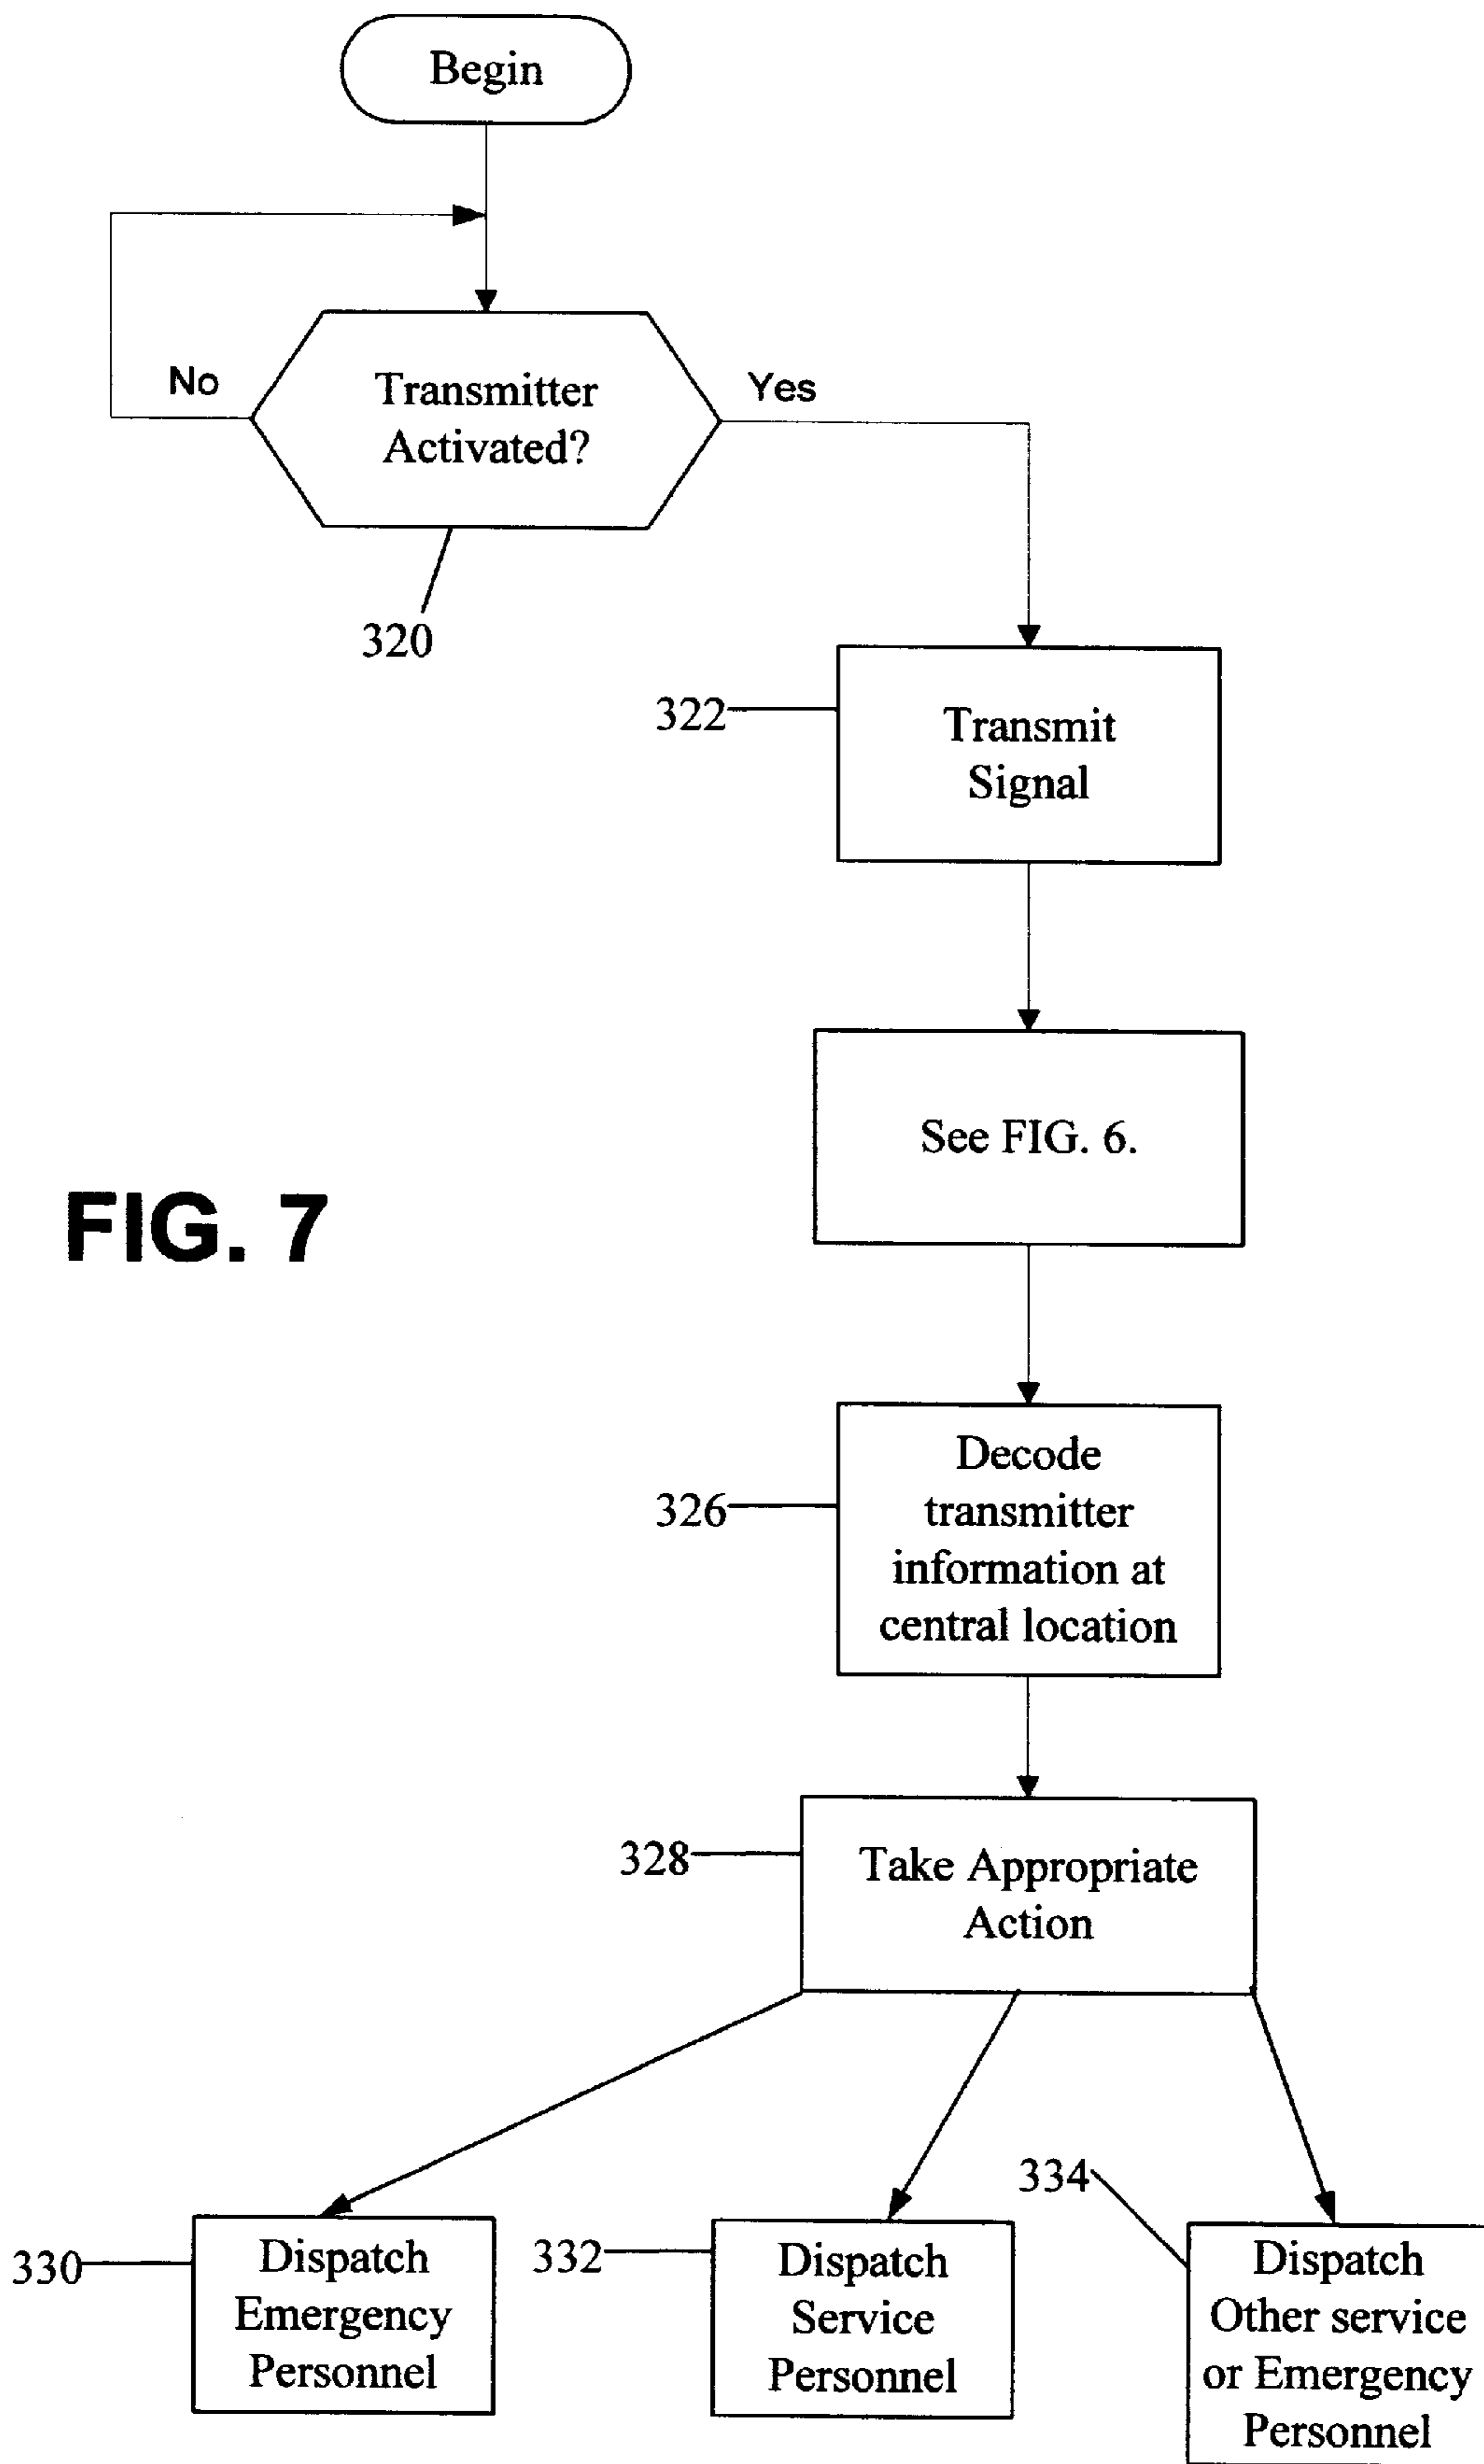 Begin
No
Transmitter
Activated?
Yes
320
322
Transmit
Signal
See FIG. 6.
FIG. 7
326
Decode
transmitter
information at
central location
328
Take Appropriate
Action
330
Dispatch
Emergency
Personnel
332
Dispatch
Service
Personnel
334
Dispatch
Other service
or Emergency
Personnel